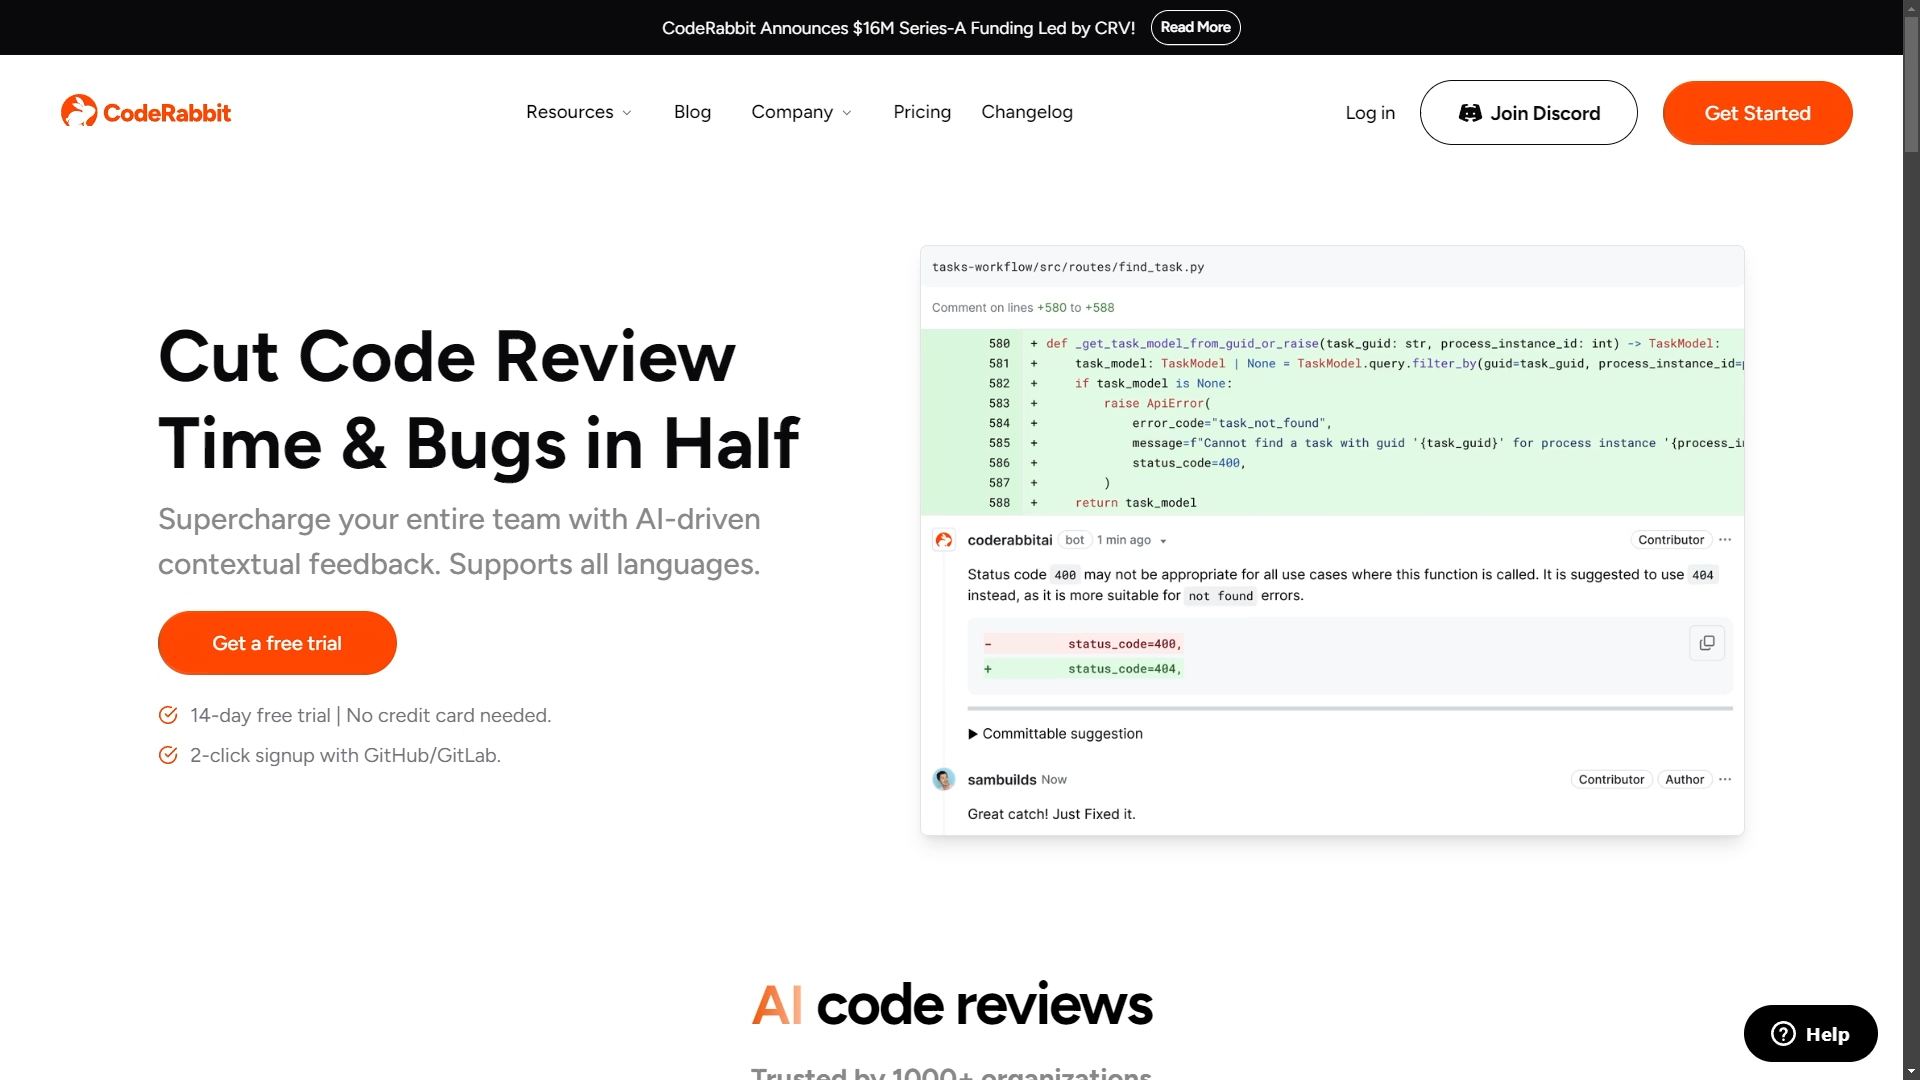 CodeRabbit Announces $16M Series-A Funding Led by CRV! Read More
CodeRabbit
Resources Blog Company Pricing Changelog
Log in Join Discord Get Started
Cut Code Review
Time & Bugs in Half
Supercharge your entire team with AI-driven
contextual feedback. Supports all languages.
Get a free trial
14-day free trial | No credit card needed.
2-click signup with GitHub/GitLab.
tasks-workflow/src/routes/find_task.py
Comment on lines +580 to +588
580 + def _get_task_model_from_guid_or_raise(task_guid: str, process_instance_id: int) -> TaskModel:
581 + task_model: TaskModel | None = TaskModel.query.filter_by(guid=task_guid, process_instance_id=
582 + if task_model is None:
583 + raise ApiError(
584 + error_code="task_not_found",
585 + message=f"Cannot find a task with guid '{task_guid}' for process instance '{process_in
586 + status_code=400,
587 + )
588 + return task_model
coderabbitai bot 1 min ago Contributor
Status code 400 may not be appropriate for all use cases where this function is called. It is suggested to use 404
instead, as it is more suitable for not found errors.
- status_code=400,
+ status_code=404,
Committable suggestion
sambuilds Now Contributor Author
Great catch! Just Fixed it.
AI code reviews
Trusted by 1000+ organizations
Help